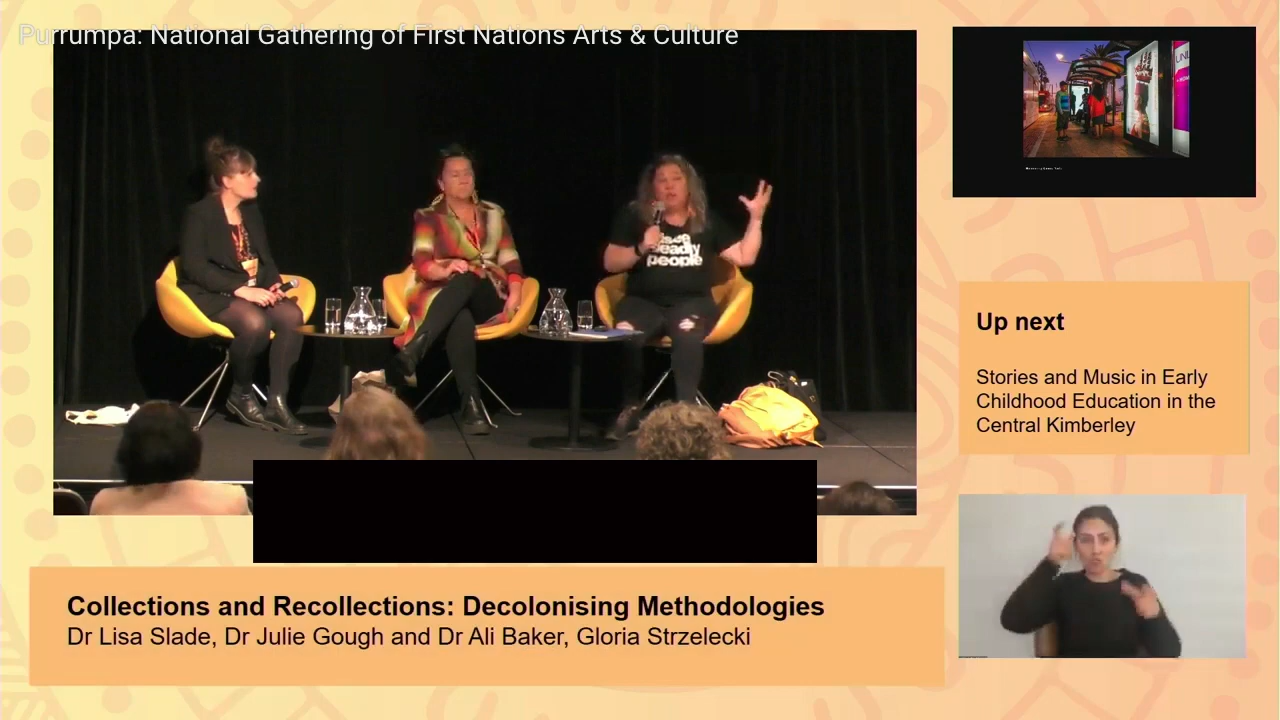 Purrumpa: National Gathering of First Nations Arts & Culture
deadly
people
Up next
Stories and Music in Early
Childhood Education in the
Central Kimberley
Collections and Recollections: Decolonising Methodologies
Dr Lisa Slade, Dr Julie Gough and Dr Ali Baker, Gloria Strzelecki